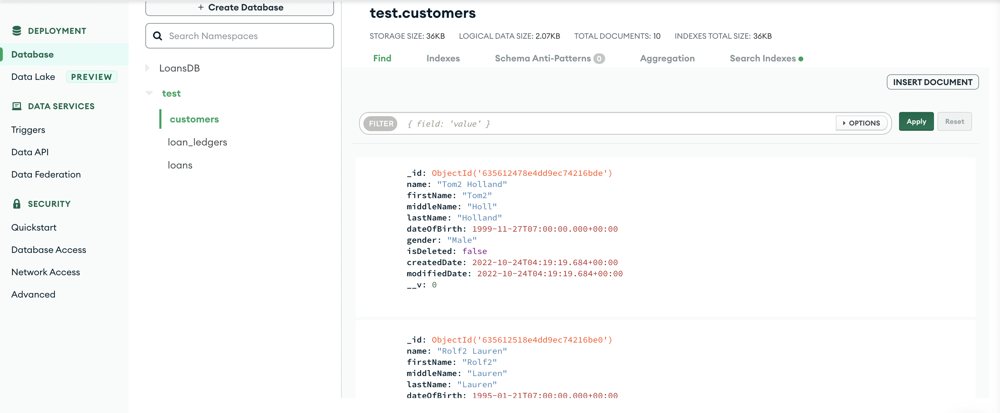 DEPLOYMENT
Database
Data Lake PREVIEW
DATA SERVICES
Triggers
Data API
Data Federation
SECURITY
Quickstart
Database Access
Network Access
Advanced
+ Create Database
Search Namespaces
LoansDB
test
customers
loan_ledgers
loans
test.customers
STORAGE SIZE: 36KB LOGICAL DATA SIZE: 2.07KB TOTAL DOCUMENTS: 10 INDEXES TOTAL SIZE: 36KB
Find Indexes Schema Anti-Patterns 0 Aggregation Search Indexes
INSERT DOCUMENT
FILTER { field: 'value' } OPTIONS Apply Reset
_id: ObjectId('635612478e4dd9ec74216bde')
name: "Tom2 Holland"
firstName: "Tom2"
middleName: "Holl"
lastName: "Holland"
dateOfBirth: 1999-11-27T07:00:00.000+00:00
gender: "Male"
isDeleted: false
createdDate: 2022-10-24T04:19:19.684+00:00
modifiedDate: 2022-10-24T04:19:19.684+00:00
__v: 0
_id: ObjectId('635612518e4dd9ec74216be0')
name: "Rolf2 Lauren"
firstName: "Rolf2"
middleName: "Lauren"
lastName: "Lauren"
dateOfBirth: 1995-01-21T07:00:00.000+00:00